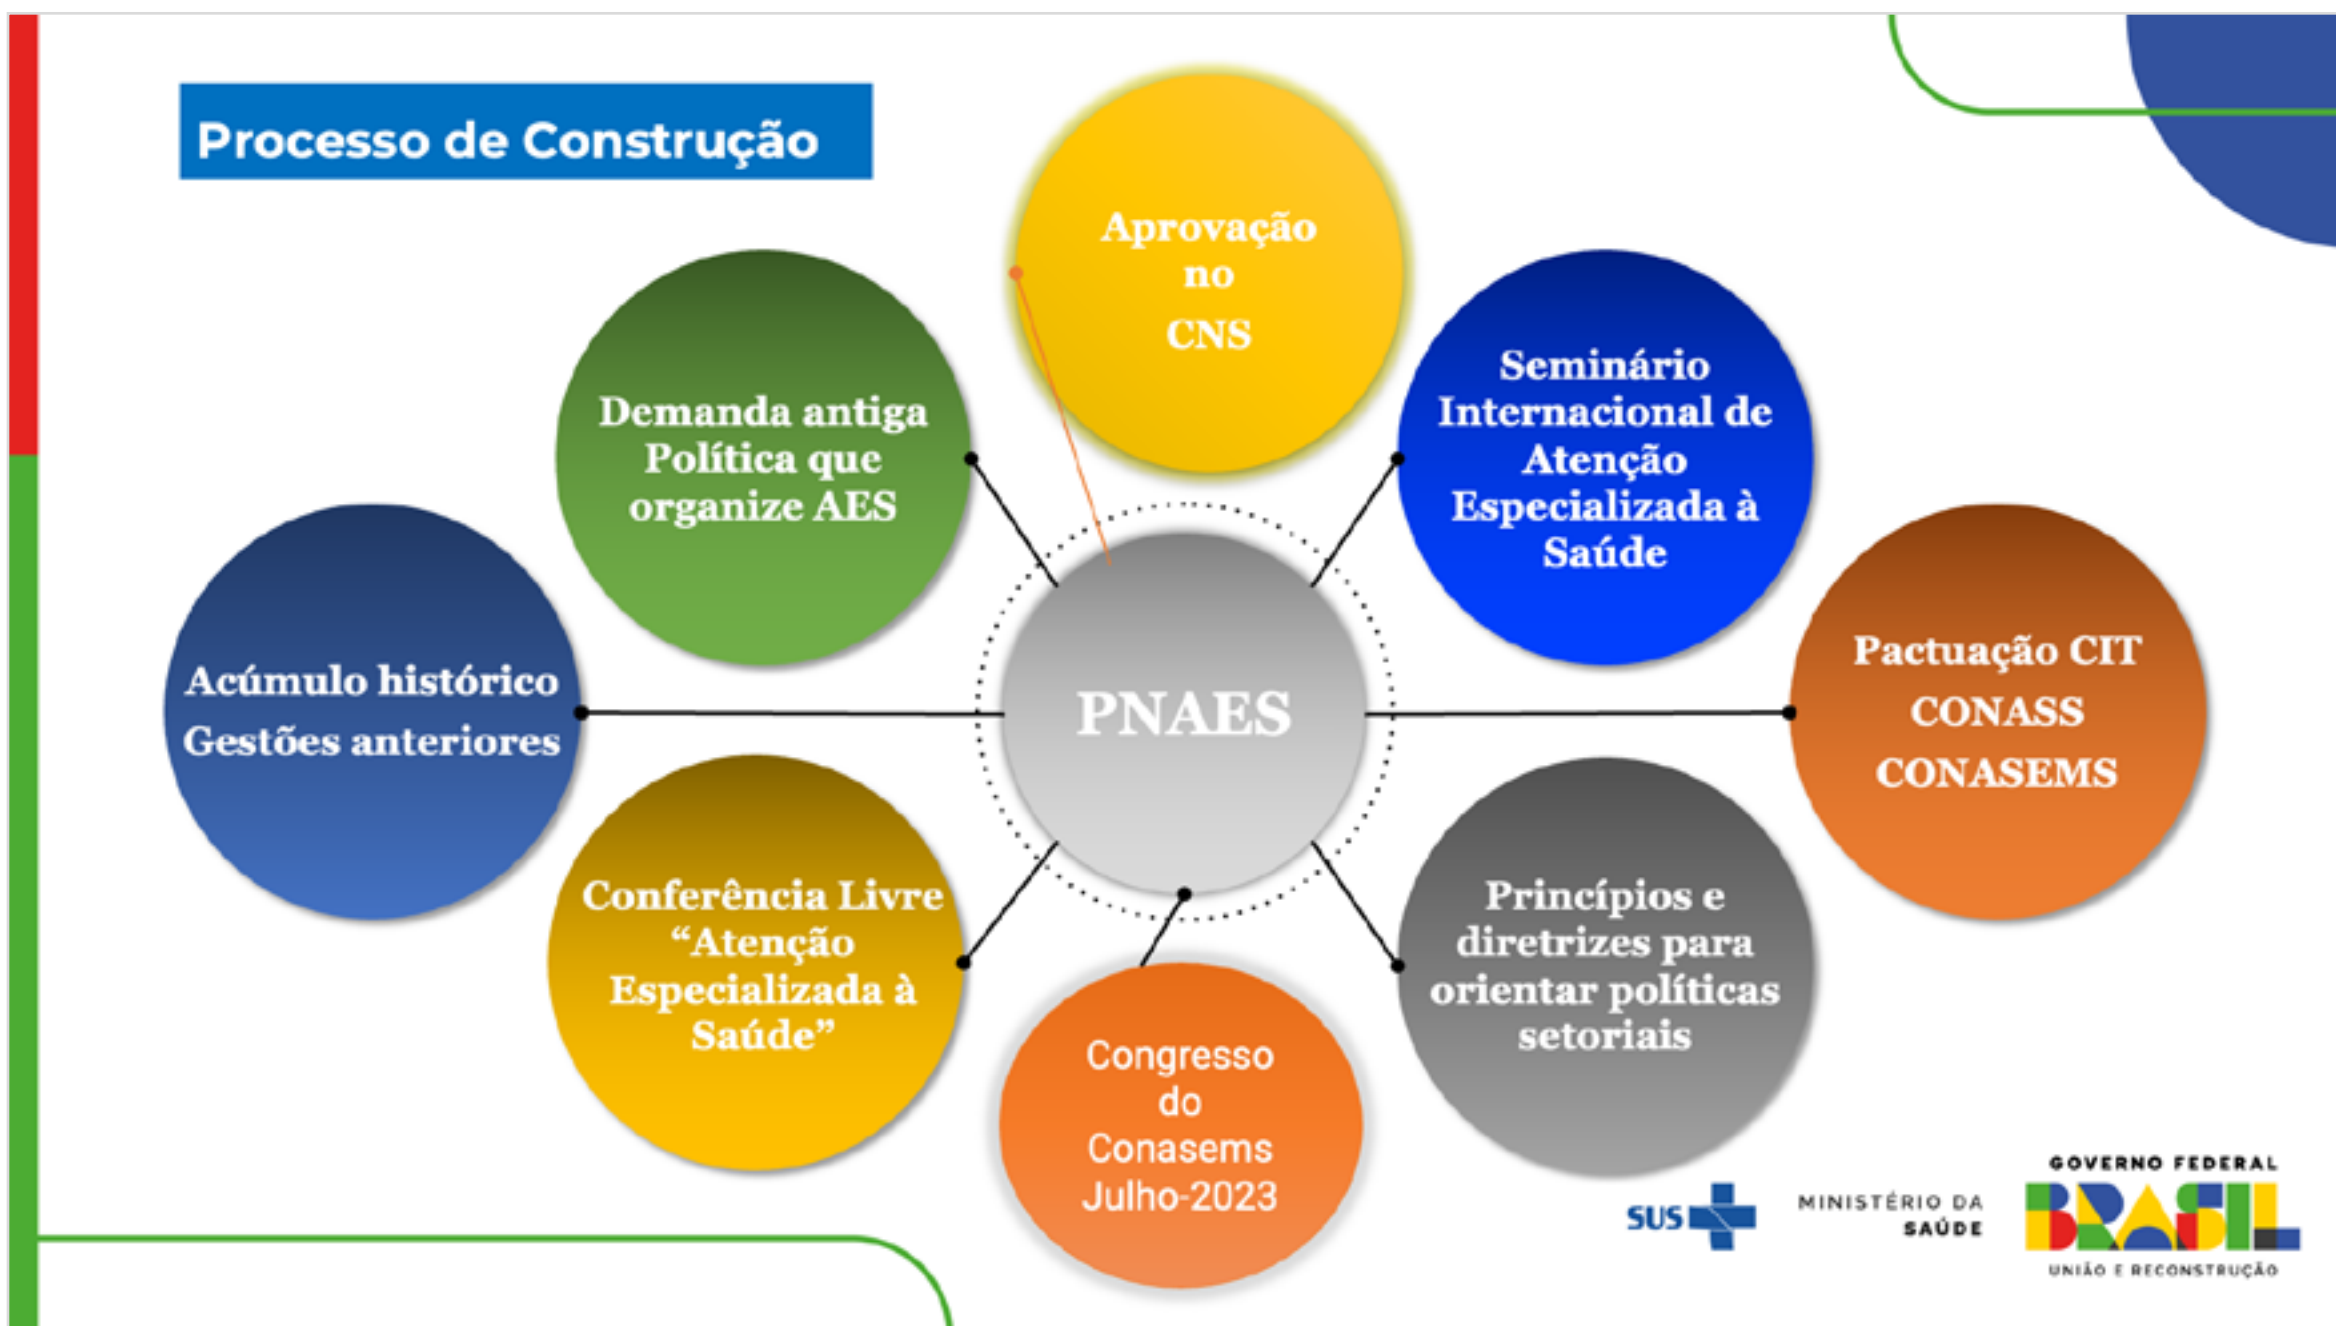 Processo de Construção
Aprovação
no
CNS
Demanda antiga
Política que
organize AES
Seminário
Internacional de
Atenção
Especializada à
Saúde
Acúmulo histórico
Gestões anteriores
PNAES
Pactuação CIT
CONASS
CONASEMS
Conferência Livre
“Atenção
Especializada à
Saúde”
Congresso
do
Conasems
Julho-2023
Princípios e
diretrizes para
orientar políticas
setoriais
SUS
MINISTÉRIO DA
SAÚDE
GOVERNO FEDERAL
BRASIL
UNIÃO E RECONSTRUÇÃO